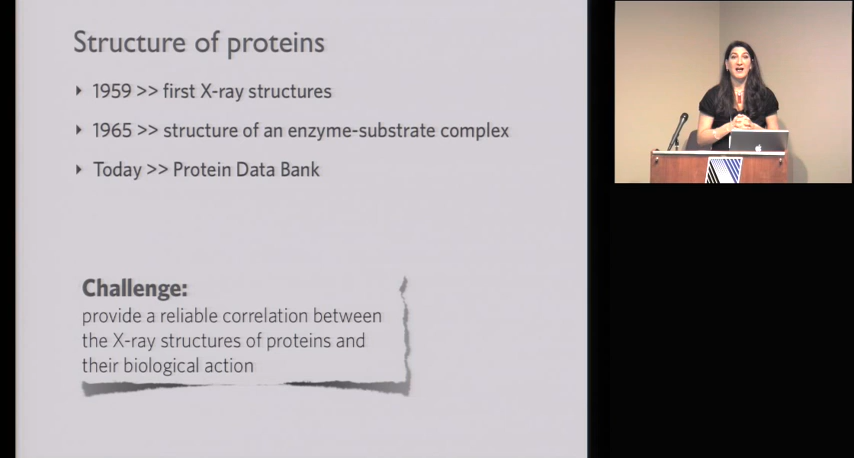 Structure of proteins
1959 >> first X-ray structures
1965 >> structure of an enzyme-substrate complex
Today >> Protein Data Bank
Challenge:
provide a reliable correlation between
the X-ray structures of proteins and
their biological action